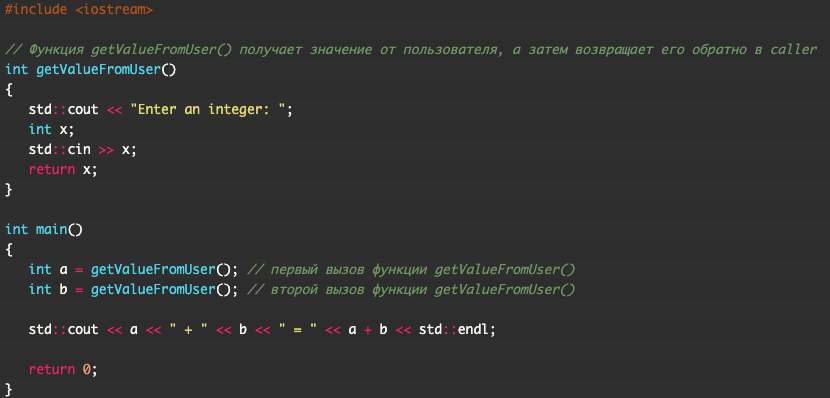 #include <iostream>
// Функция getValueFromUser() получает значение от пользователя, а затем возвращает его обратно в caller
int getValueFromUser()
{
std::cout << "Enter an integer: ";
int x;
std::cin >> x;
return x;
}
int main()
{
int a = getValueFromUser(); // первый вызов функции getValueFromUser()
int b = getValueFromUser(); // второй вызов функции getValueFromUser()
std::cout << a << " + " << b << " = " << a + b << std::endl;
return 0;
}